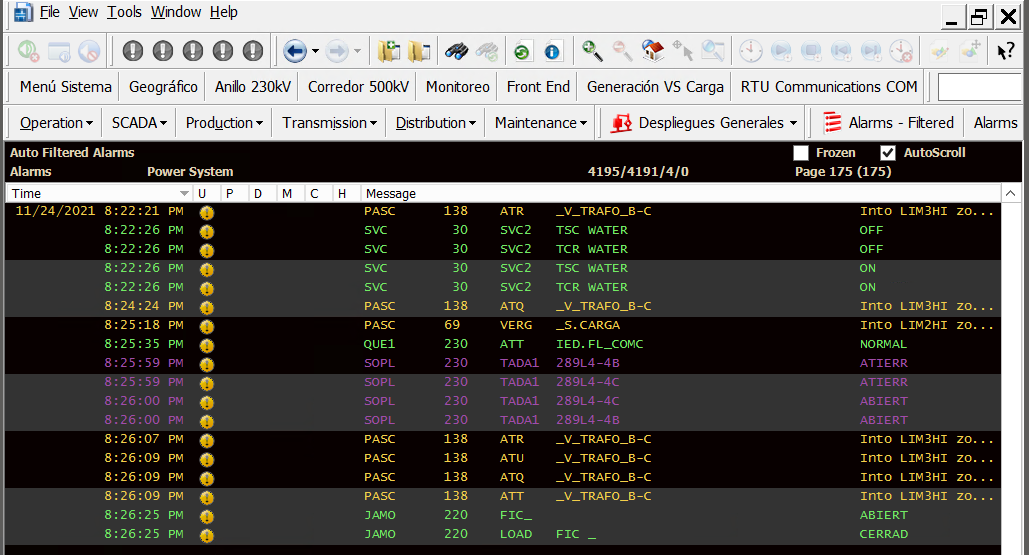 File View Tools Window Help
Menú Sistema Geográfico Anillo 230kV Corredor 500kV Monitoreo Front End Generación VS Carga RTU Communications COM
Operation SCADA Production Transmission Distribution Maintenance Despliegues Generales Alarms - Filtered Alarms
Auto Filtered Alarms Frozen AutoScroll
Alarms Power System 4195/4191/4/0 Page 175 (175)
Time U P D M C H Message
11/24/2021 8:22:21 PM PASC 138 ATR _V_TRAFO_B-C Into LIM3HI zo...
8:22:26 PM SVC 30 SVC2 TSC WATER OFF
8:22:26 PM SVC 30 SVC2 TCR WATER OFF
8:22:26 PM SVC 30 SVC2 TSC WATER ON
8:22:26 PM SVC 30 SVC2 TCR WATER ON
8:24:24 PM PASC 138 ATQ _V_TRAFO_B-C Into LIM3HI zo...
8:25:18 PM PASC 69 VERG _S.CARGA Into LIM2HI zo...
8:25:35 PM QUE1 230 ATT IED.FL_COMC NORMAL
8:25:59 PM SOPL 230 TADA1 289L4-4B ATIERR
8:25:59 PM SOPL 230 TADA1 289L4-4C ATIERR
8:26:00 PM SOPL 230 TADA1 289L4-4C ABIERT
8:26:00 PM SOPL 230 TADA1 289L4-4B ABIERT
8:26:07 PM PASC 138 ATR _V_TRAFO_B-C Into LIM3HI zo...
8:26:09 PM PASC 138 ATU _V_TRAFO_B-C Into LIM3HI zo...
8:26:09 PM PASC 138 ATQ _V_TRAFO_B-C Into LIM3HI zo...
8:26:09 PM PASC 138 ATT _V_TRAFO_B-C Into LIM3HI zo...
8:26:25 PM JAMO 220 FIC_ ABIERT
8:26:25 PM JAMO 220 LOAD FIC _ CERRAD